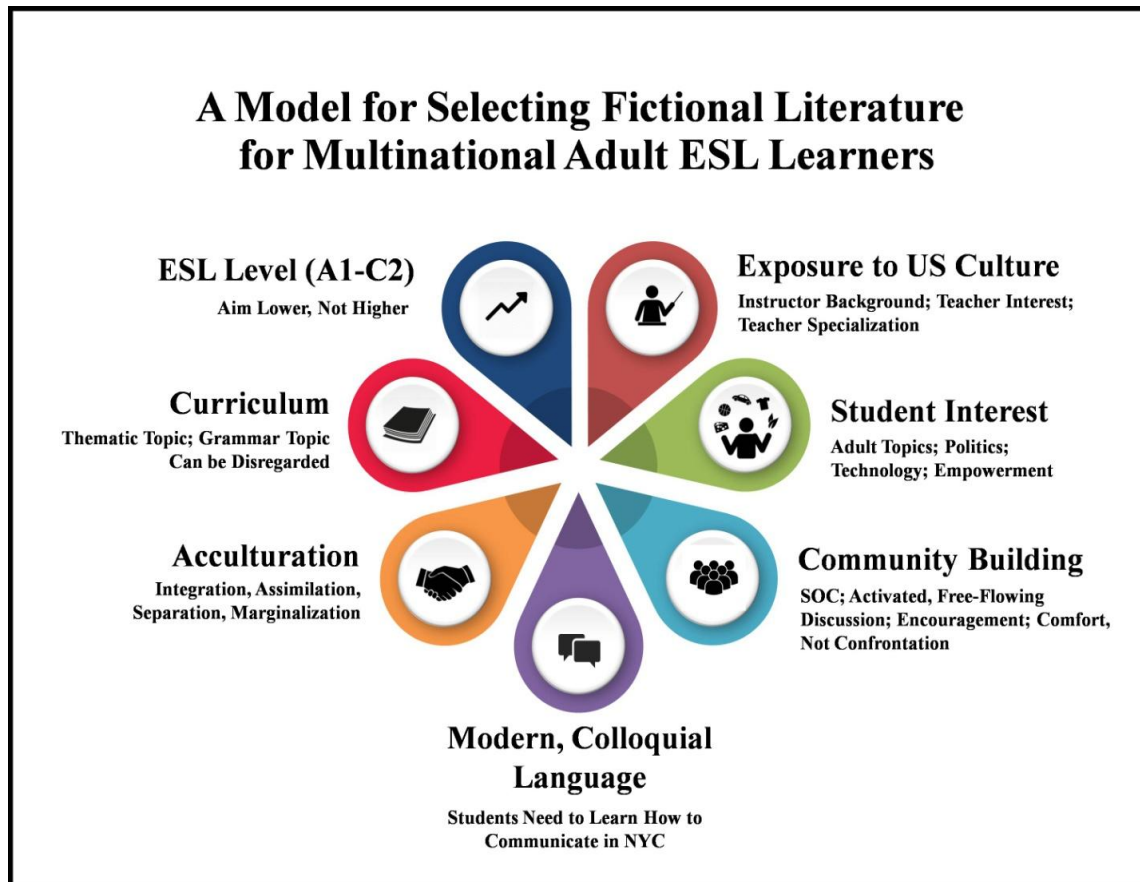 A Model for Selecting Fictional Literature
for Multinational Adult ESL Learners
ESL Level (A1-C2)
Aim Lower, Not Higher
Exposure to US Culture
Instructor Background; Teacher Interest;
Teacher Specialization
Curriculum
Thematic Topic; Grammar Topic
Can be Disregarded
Student Interest
Adult Topics; Politics;
Technology; Empowerment
Acculturation
Integration, Assimilation,
Separation, Marginalization
Community Building
SOC; Activated, Free-Flowing
Discussion; Encouragement; Comfort,
Not Confrontation
Modern, Colloquial
Language
Students Need to Learn How to
Communicate in NYC